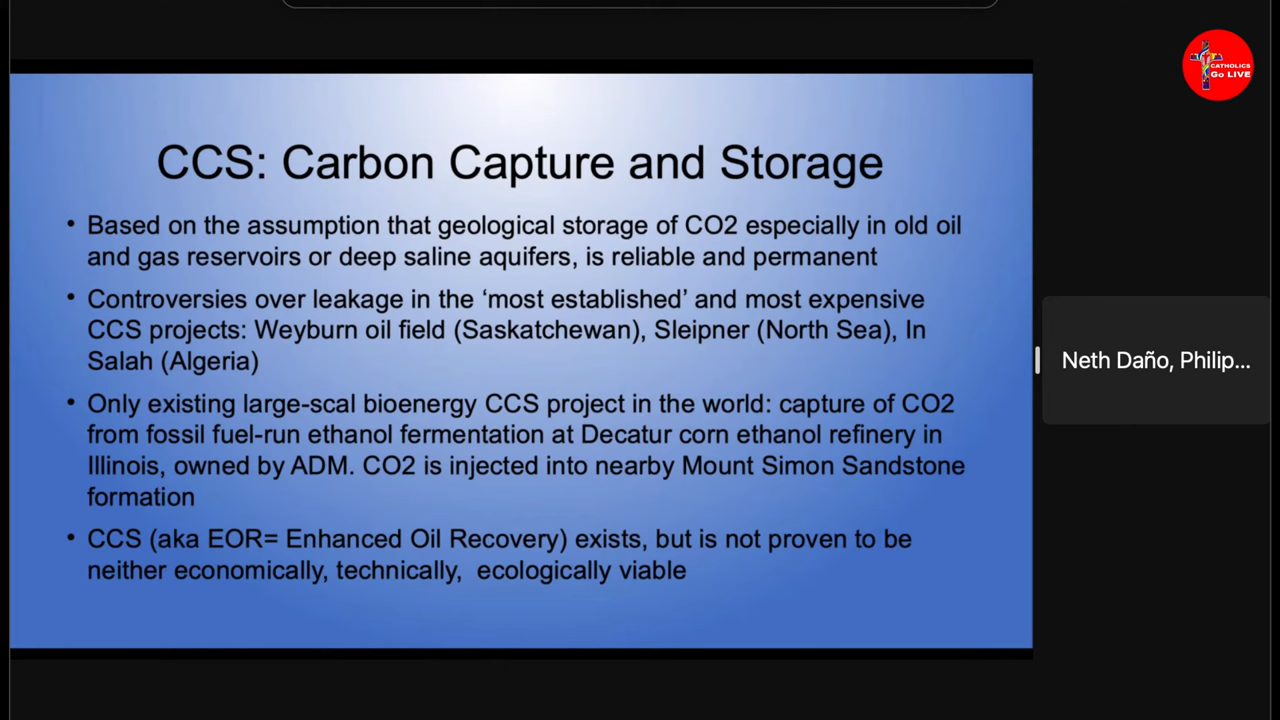 CATHOLICS
Go LIVE
CCS: Carbon Capture and Storage
• Based on the assumption that geological storage of CO2 especially in old oil
and gas reservoirs or deep saline aquifers, is reliable and permanent
• Controversies over leakage in the ‘most established’ and most expensive
CCS projects: Weyburn oil field (Saskatchewan), Sleipner (North Sea), In
Salah (Algeria)
• Only existing large-scal bioenergy CCS project in the world: capture of CO2
from fossil fuel-run ethanol fermentation at Decatur corn ethanol refinery in
Illinois, owned by ADM. CO2 is injected into nearby Mount Simon Sandstone
formation
• CCS (aka EOR= Enhanced Oil Recovery) exists, but is not proven to be
neither economically, technically,  ecologically viable
Neth Daño, Philip...